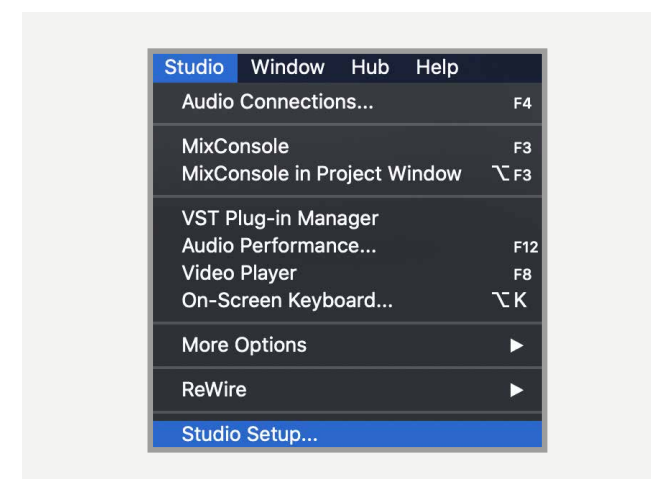 Studio Window Hub Help
Audio Connections... F4
MixConsole F3
MixConsole in Project Window ⌥ F3
VST Plug-in Manager
Audio Performance... F12
Video Player F8
On-Screen Keyboard... ⌥ K
More Options ▶
ReWire ▶
Studio Setup...